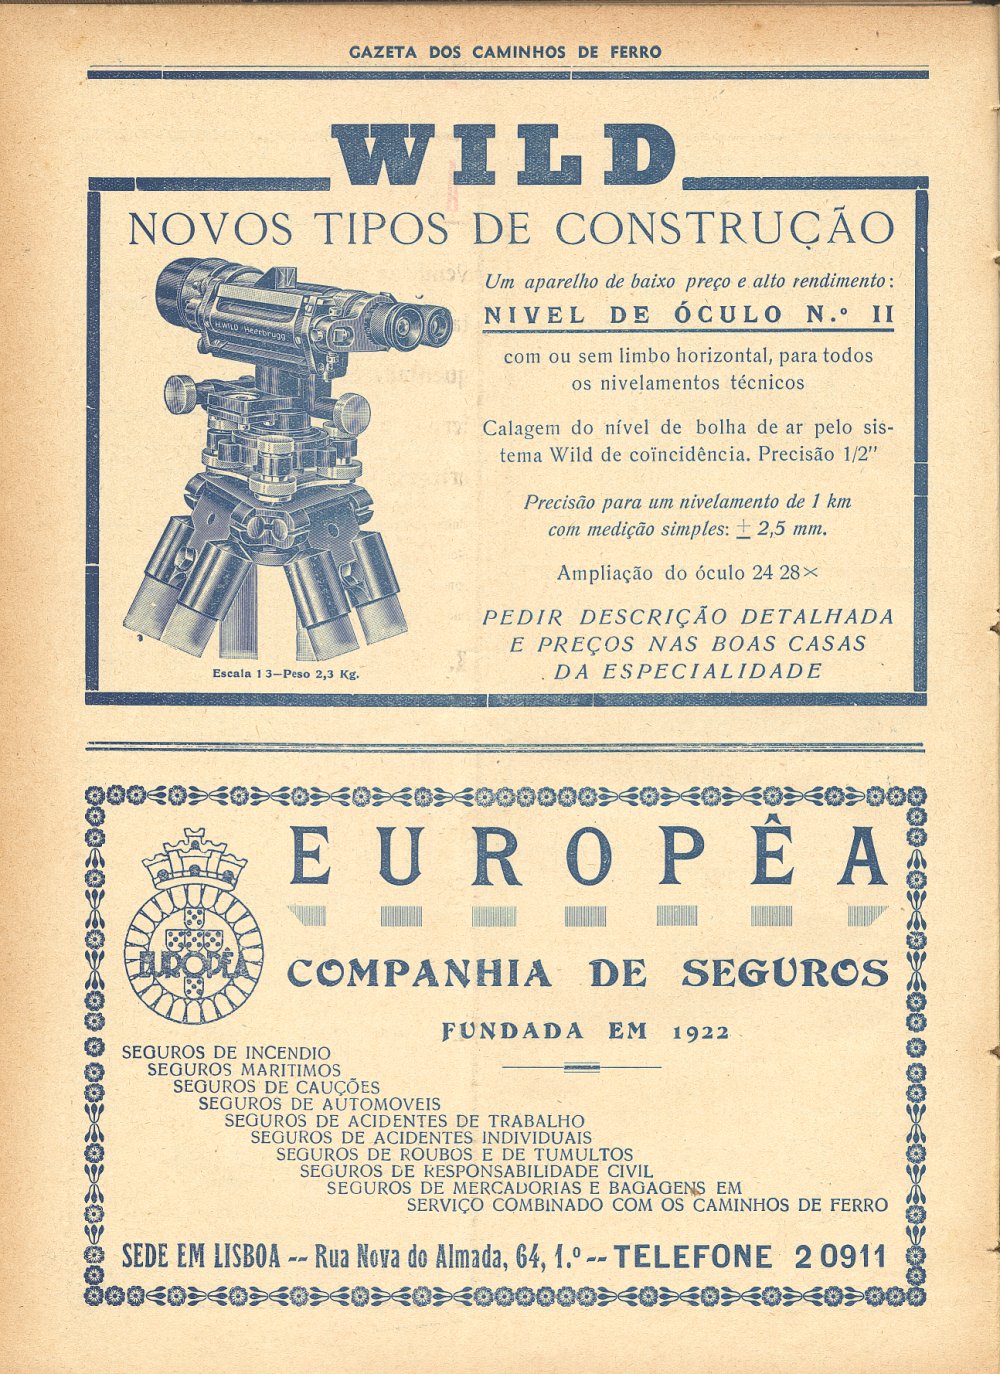 GAZETA DOS CAMINHOS DE FERRO
WILD
NOVOS TIPOS DE CONSTRUÇÃO
Um aparelho de baixo preço e alto rendimento:
NIVEL DE ÓCULO N.º II
com ou sem limbo horizontal, para todos
os nivelamentos técnicos
Calagem do nível de bolha de ar pelo sis-
tema Wild de coïncidência. Precisão 1/2"
Precisão para um nivelamento de 1 km
com medição simples: ± 2,5 mm.
Ampliação do óculo 24 28×
PEDIR DESCRIÇÃO DETALHADA
E PREÇOS NAS BOAS CASAS
DA ESPECIALIDADE
H.WILD Heerbrugg
Escala 1 3—Peso 2,3 Kg.
EUROPÊA
EUROPÊA
COMPANHIA DE SEGUROS
FUNDADA EM 1922
SEGUROS DE INCENDIO
SEGUROS MARITIMOS
SEGUROS DE CAUÇÕES
SEGUROS DE AUTOMOVEIS
SEGUROS DE ACIDENTES DE TRABALHO
SEGUROS DE ACIDENTES INDIVIDUAIS
SEGUROS DE ROUBOS E DE TUMULTOS
SEGUROS DE RESPONSABILIDADE CIVIL
SEGUROS DE MERCADORIAS E BAGAGENS EM
SERVIÇO COMBINADO COM OS CAMINHOS DE FERRO
SEDE EM LISBOA -- Rua Nova do Almada, 64, 1.º -- TELEFONE 2 0911